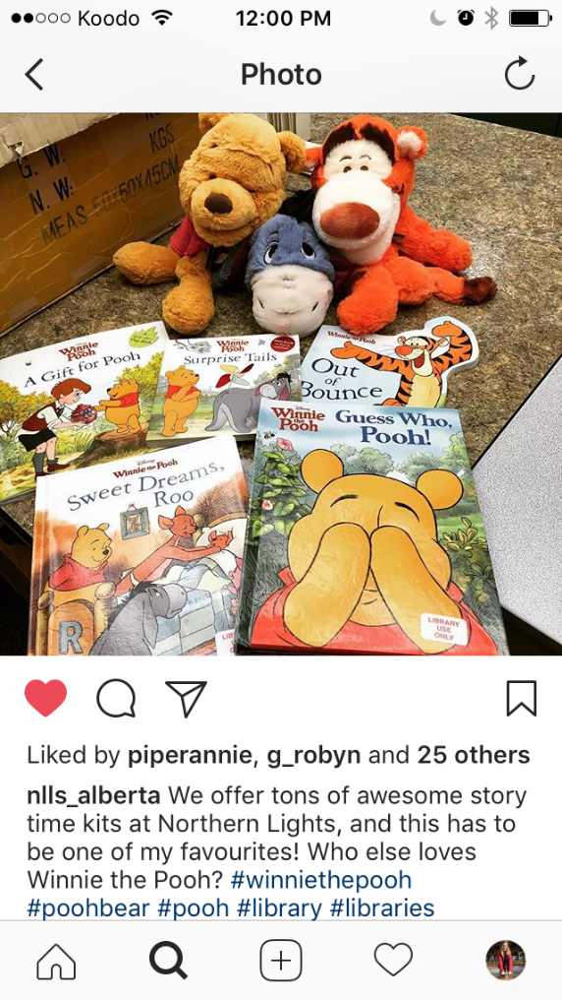 Koodo 12:00 PM
Photo
KGS
G. W:
N. W:
MEAS 50X50X45CM
Disney
Winnie the Pooh
A Gift for Pooh
Disney
Winnie the Pooh
Surprise Tails
Winnie the Pooh
Out
of
Bounce
Disney
Winnie the Pooh
Guess Who,
Pooh!
Disney
Winnie the Pooh
Sweet Dreams,
Roo
R
LIBRARY
USE
ONLY
Liked by piperannie, g_robyn and 25 others
nlls_alberta We offer tons of awesome story
time kits at Northern Lights, and this has to
be one of my favourites! Who else loves
Winnie the Pooh? #winniethepooh
#poohbear #pooh #library #libraries